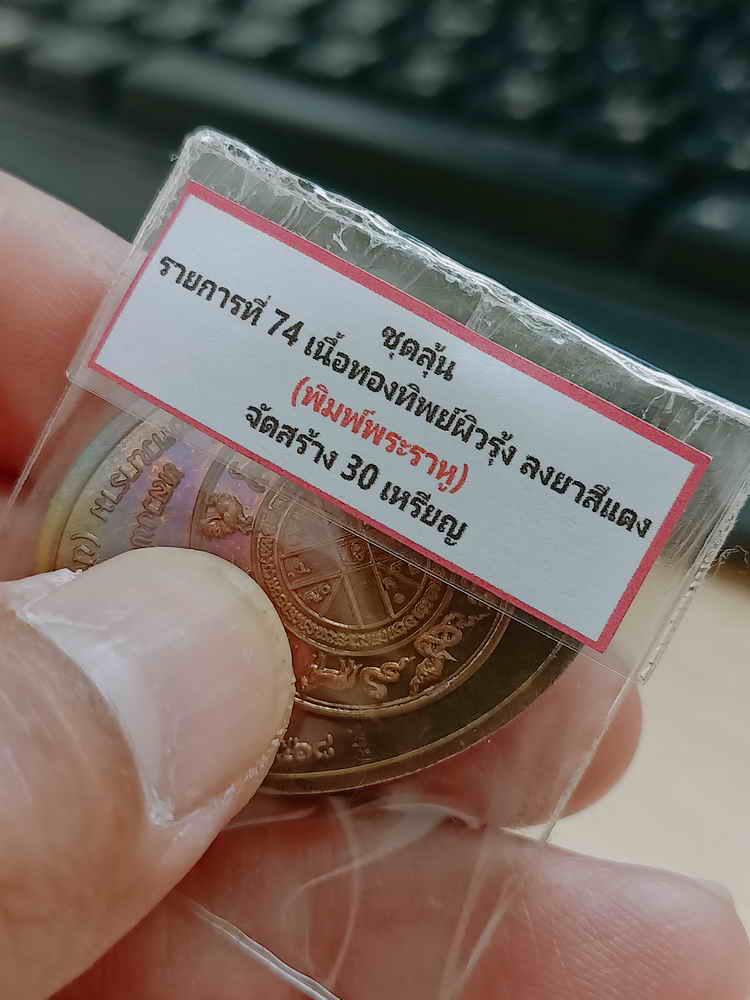 ชุดลุ้น
รายการที่ 74 เนื้อทองทิพย์ผิวรุ้ง ลงยาสีแดง
(พิมพ์พระราหู)
จัดสร้าง 30 เหรียญ